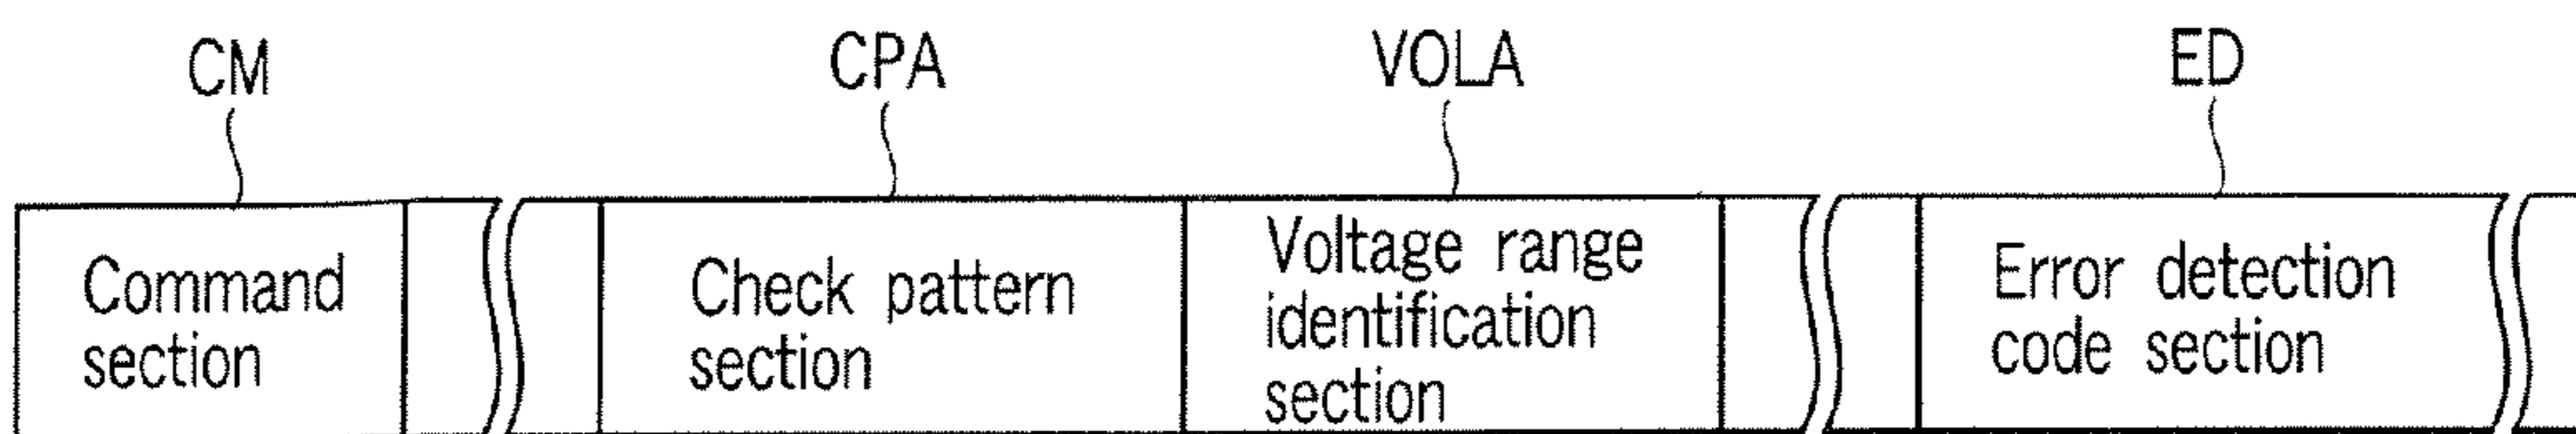 CM CPA VOLA ED
Command
section
Check pattern
section
Voltage range
identification
section
Error detection
code section